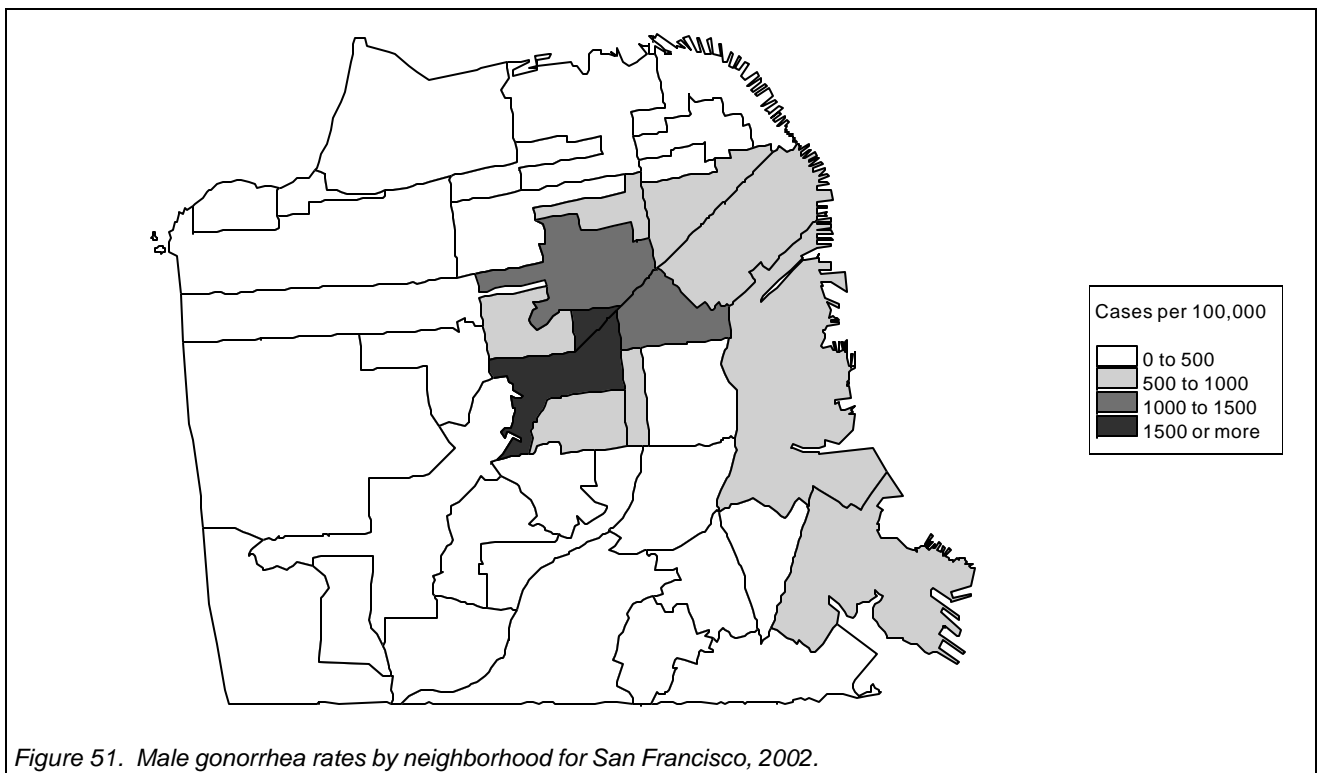 Cases per 100,000
0 to 500
500 to 1000
1000 to 1500
1500 or more
Figure 51. Male gonorrhea rates by neighborhood for San Francisco, 2002.